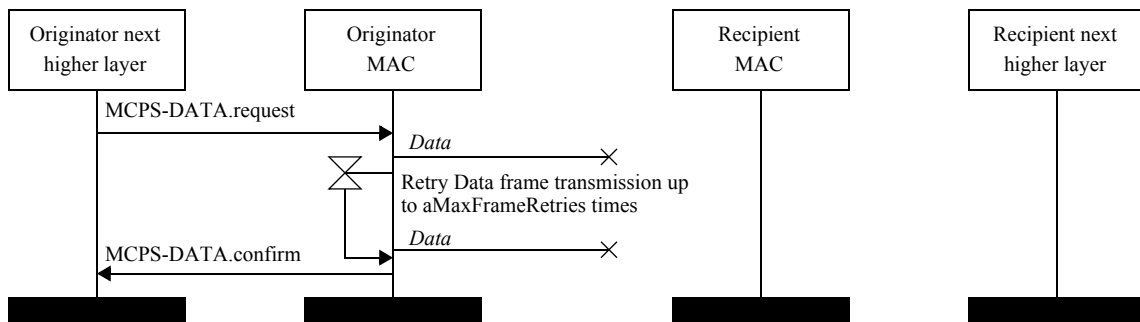 Originator next
higher layer
Originator
MAC
Recipient
MAC
Recipient next
higher layer
MCPS-DATA.request
Data
Retry Data frame transmission up
to aMaxFrameRetries times
Data
MCPS-DATA.confirm